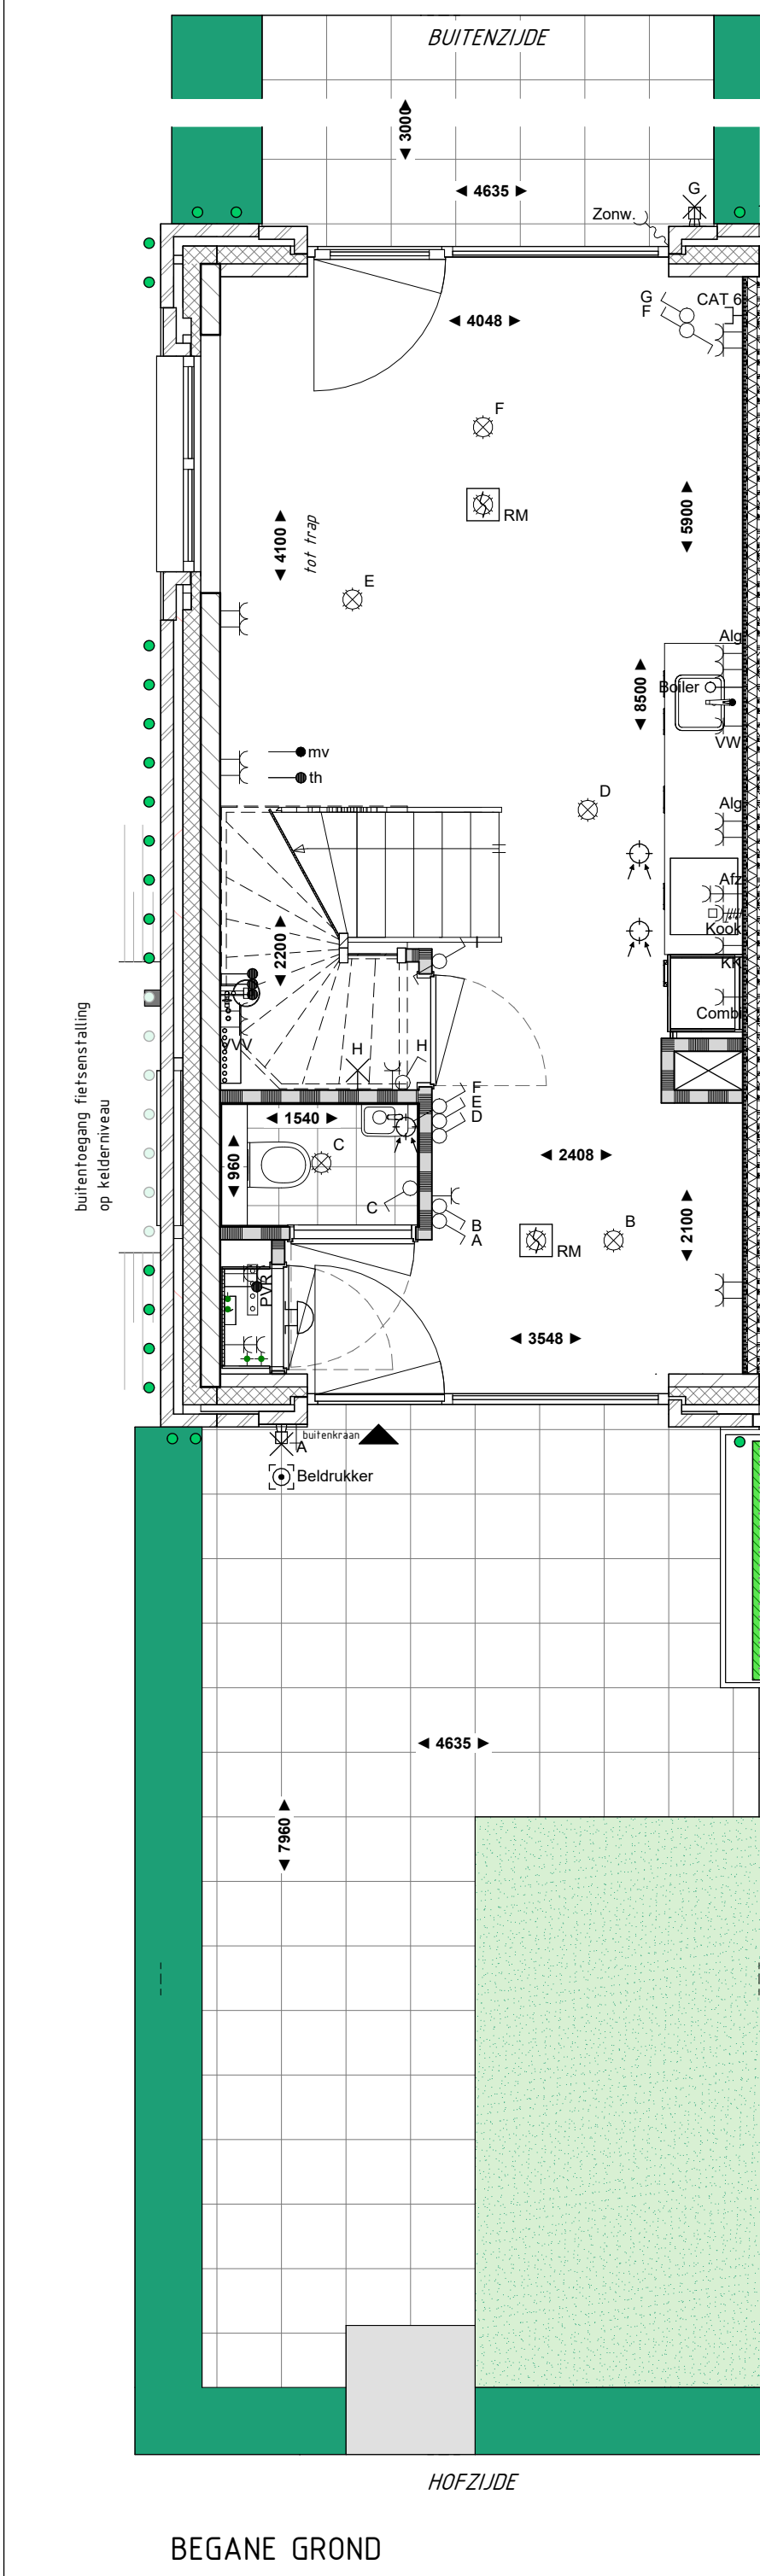 BUITENZIJDE
3000
4635
G
Zonw.
G
F
CAT 6
4048
F
RM
5900
4100
tot trap
E
Alg
Boiler
8500
VW
mv
th
D
Alg
Afz
Kook
KK
Combi
I
2200
VVV
H
H
buitentoegang fietsenstalling
op kelderniveau
F
E
D
1540
960
C
C
2408
B
A
B
RM
2100
PVR
3548
buitenkraan
A
Beldrukker
4635
7960
HOFZIJDE
BEGANE GROND